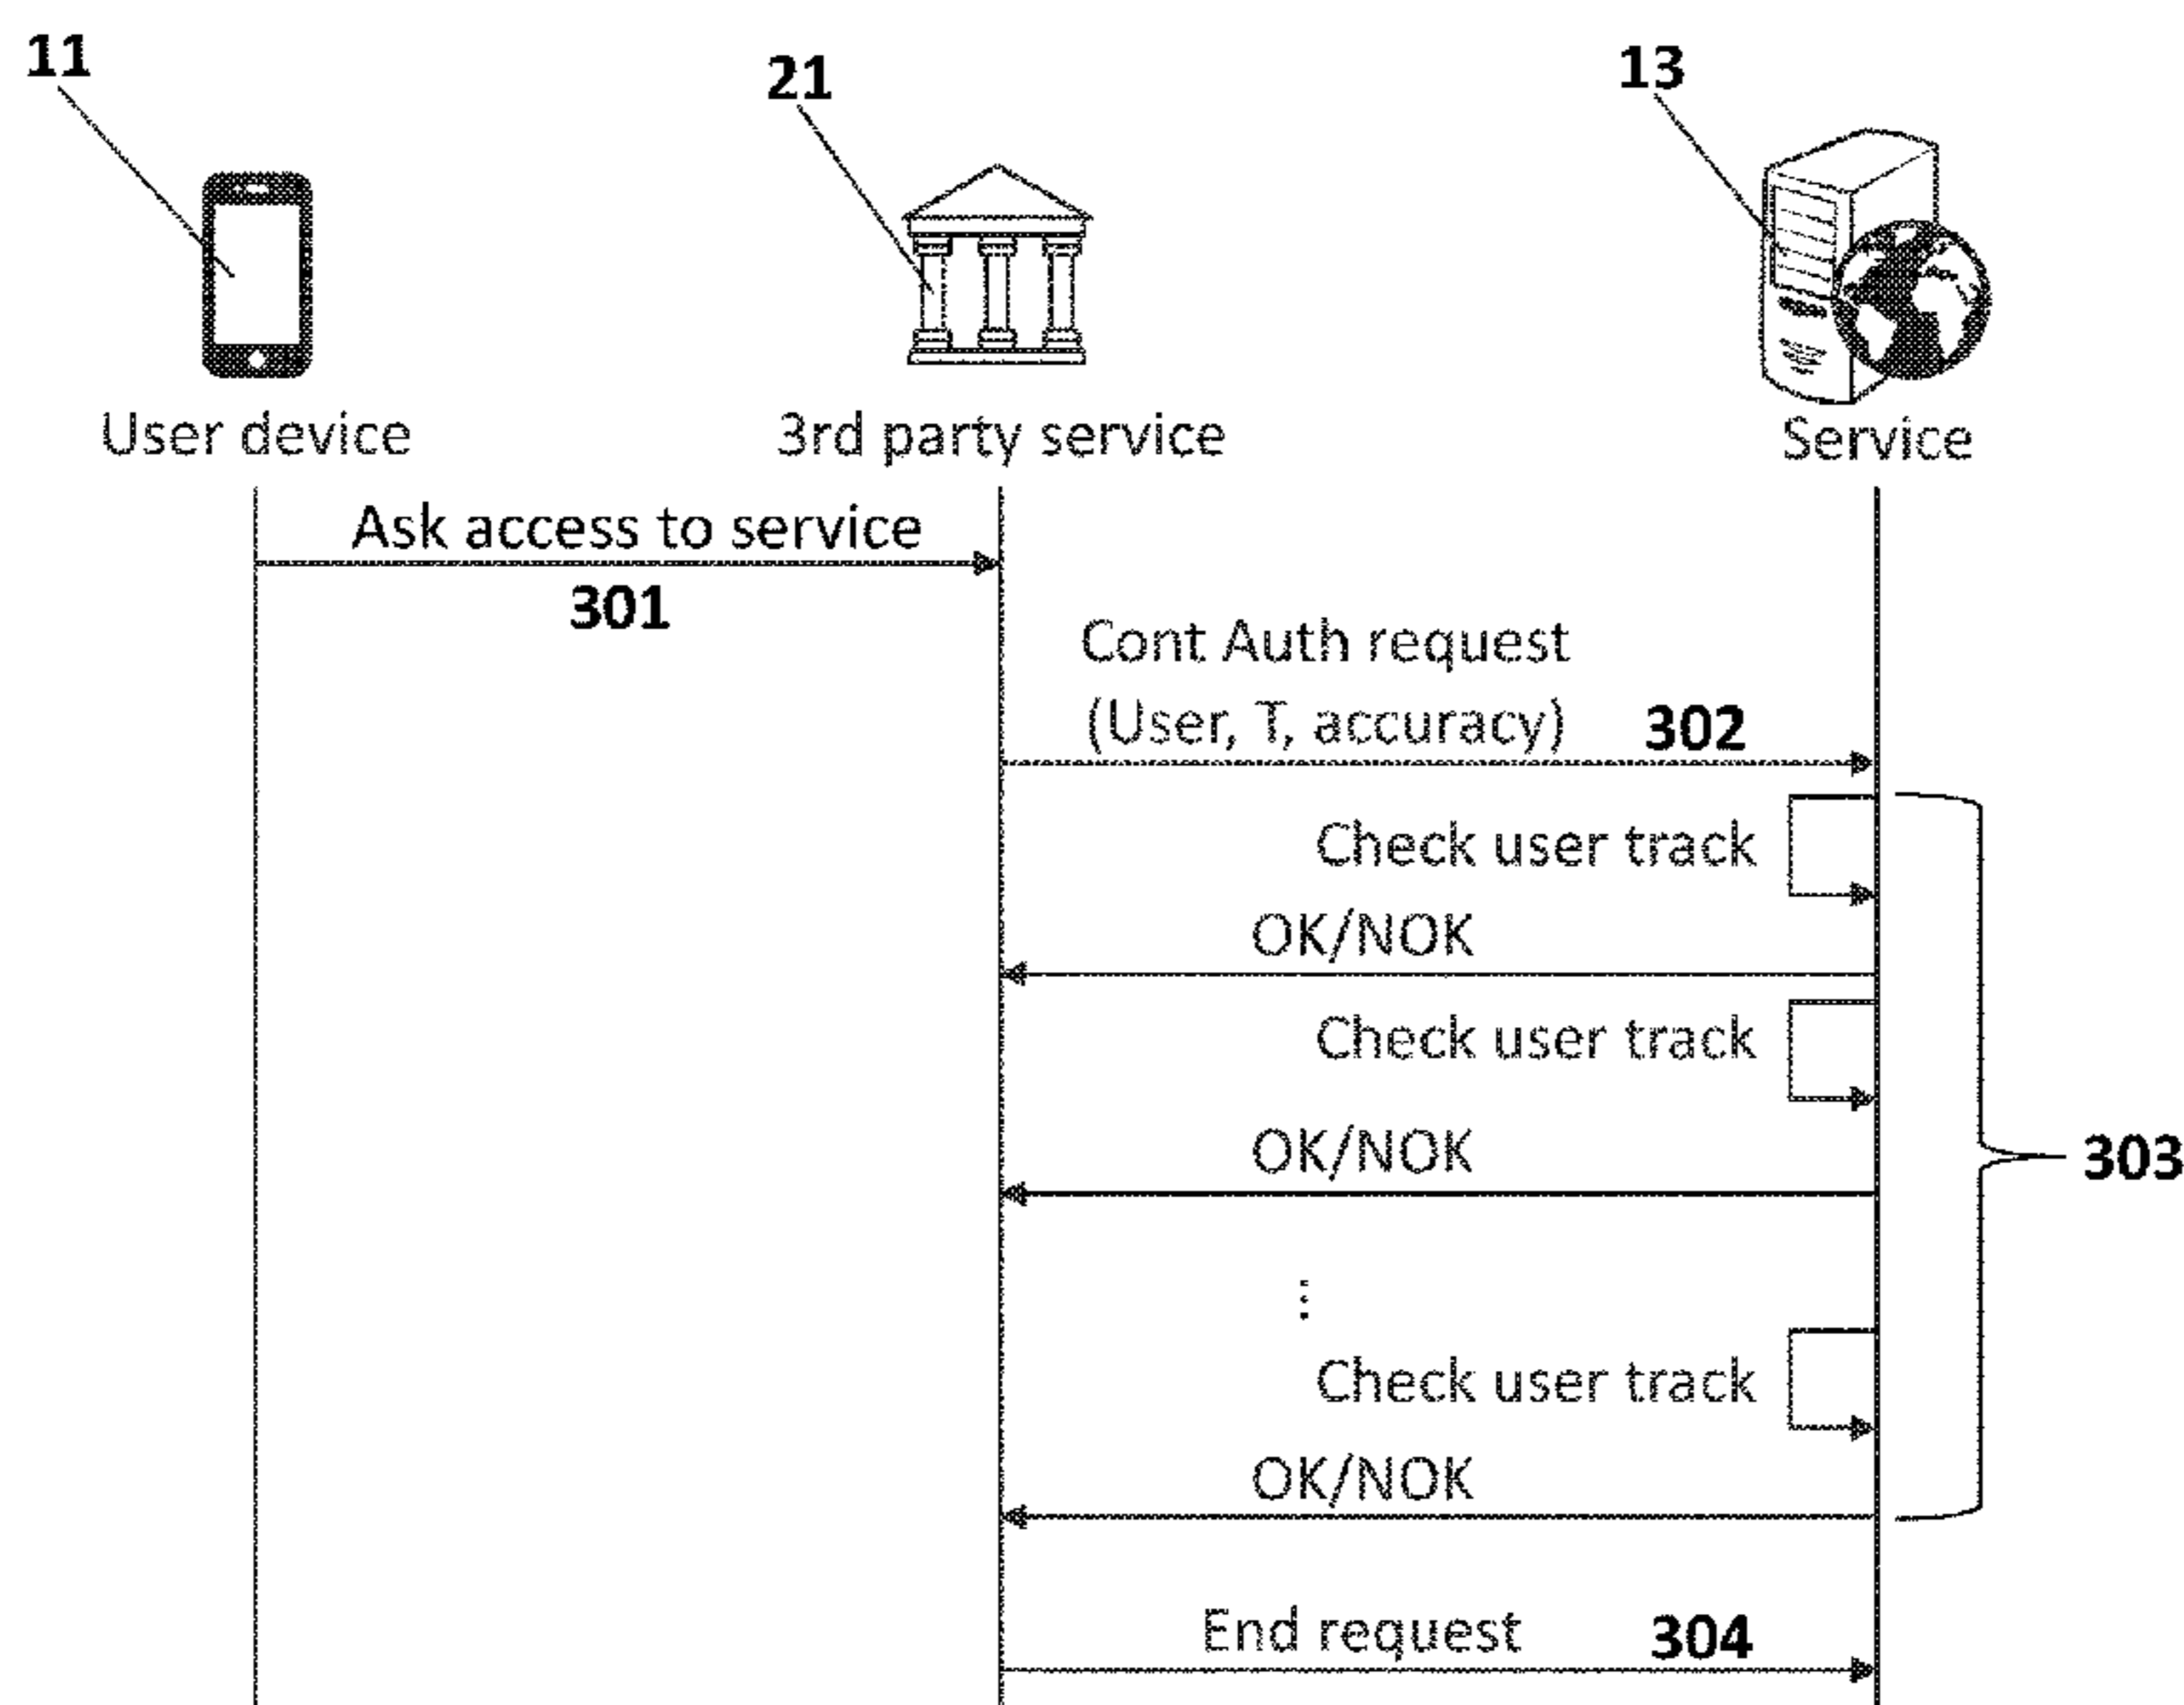 11
21
13
User device
3rd party service
Service
Ask access to service
301
Cont Auth request
(User, T, accuracy)
302
Check user track
OK/NOK
Check user track
OK/NOK
303
⋮
Check user track
OK/NOK
End request
304